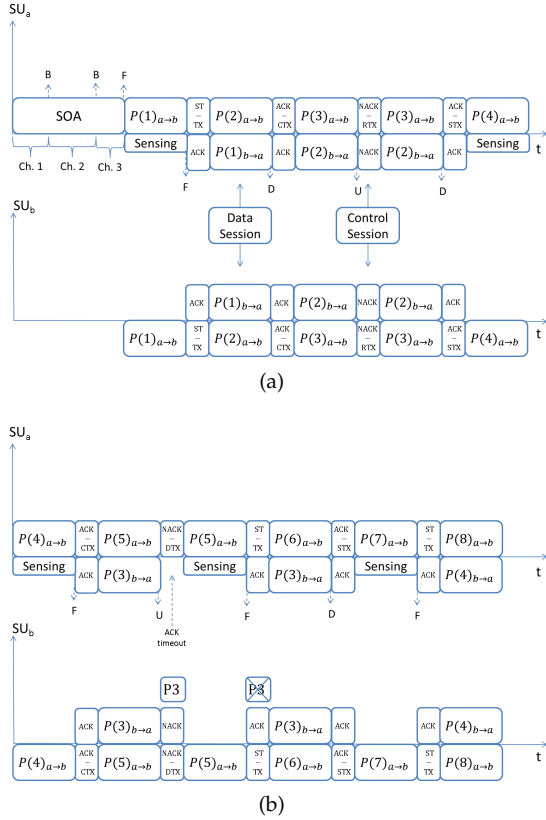 SUa
B B F
SOA P(1)a→b ST – TX P(2)a→b ACK – CTX P(3)a→b NACK – RTX P(3)a→b ACK – STX P(4)a→b
Sensing ACK P(1)b→a ACK P(2)b→a NACK P(2)b→a ACK Sensing t
Ch. 1 Ch. 2 Ch. 3
F D U D
SUb
Data Session
Control Session
ACK P(1)b→a ACK P(2)b→a NACK P(2)b→a ACK
P(1)a→b ST – TX P(2)a→b ACK – CTX P(3)a→b NACK – RTX P(3)a→b ACK – STX P(4)a→b t
(a)
SUa
P(4)a→b ACK – CTX P(5)a→b NACK – DTX P(5)a→b ST – TX P(6)a→b ACK – STX P(7)a→b ST – TX P(8)a→b
Sensing ACK P(3)b→a Sensing ACK P(3)b→a ACK Sensing ACK P(4)b→a t
F U F D F
ACK timeout
SUb
P3 P3
ACK P(3)b→a NACK ACK P(3)b→a ACK ACK P(4)b→a
P(4)a→b ACK – CTX P(5)a→b NACK – DTX P(5)a→b ST – TX P(6)a→b ACK – STX P(7)a→b ST – TX P(8)a→b t
(b)